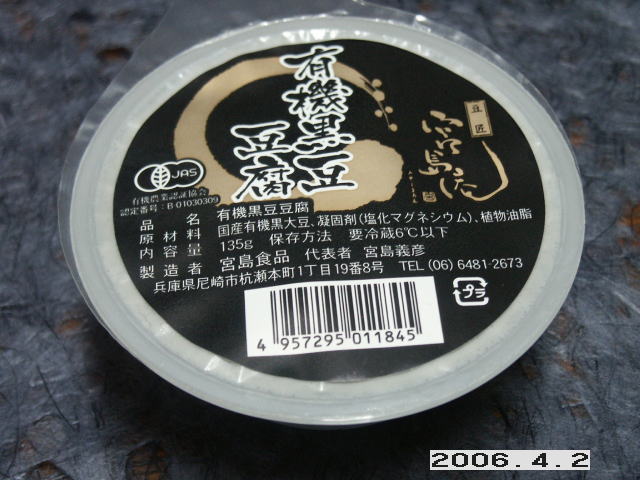 有機黒豆
豆腐
豆匠
宮島庵
JAS
有機農業認証協会
認定番号:B 01030309
品名 有機黒豆豆腐
原材料 国産有機黒大豆、凝固剤(塩化マグネシウム)、植物油脂
内容量 135g 保存方法 要冷蔵6℃以下
製造者 宮島食品 代表者 宮島義彦
兵庫県尼崎市杭瀬本町1丁目19番8号 TEL (06) 6481-2673
4 957295 011845
プラ
2006.4.2